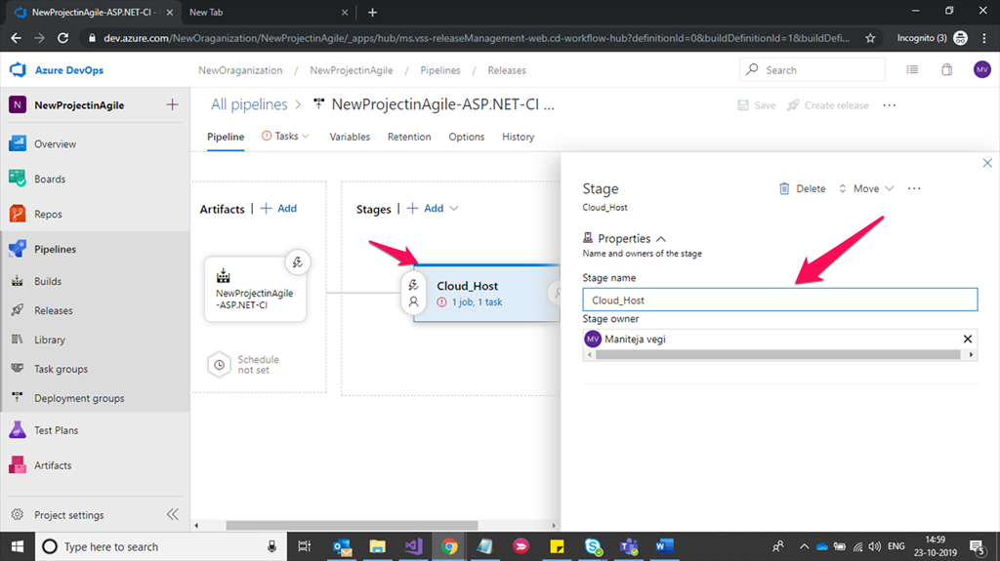 NewProjectinAgile-ASP.NET-CI -
New Tab
dev.azure.com/NewOraganization/NewProjectinAgile/_apps/hub/ms.vss-releaseManagement-web.cd-workflow-hub?definitionId=0&buildDefinitionId=1&buildDefi...
Incognito (3)
Azure DevOps
NewOraganization / NewProjectinAgile / Pipelines / Releases
Search
MV
N NewProjectinAgile
Overview
Boards
Repos
Pipelines
Builds
Releases
Library
Task groups
Deployment groups
Test Plans
Artifacts
Project settings
All pipelines > NewProjectinAgile-ASP.NET-CI ...
Save
Create release
Pipeline
Tasks
Variables
Retention
Options
History
Artifacts | + Add
Stages | + Add
NewProjectinAgile
-ASP.NET-CI
Schedule
not set
Cloud_Host
1 job, 1 task
Stage
Cloud_Host
Delete
Move
Properties
Name and owners of the stage
Stage name
Cloud_Host
Stage owner
MV Maniteja vegi
Type here to search
ENG
14:59
23-10-2019
5